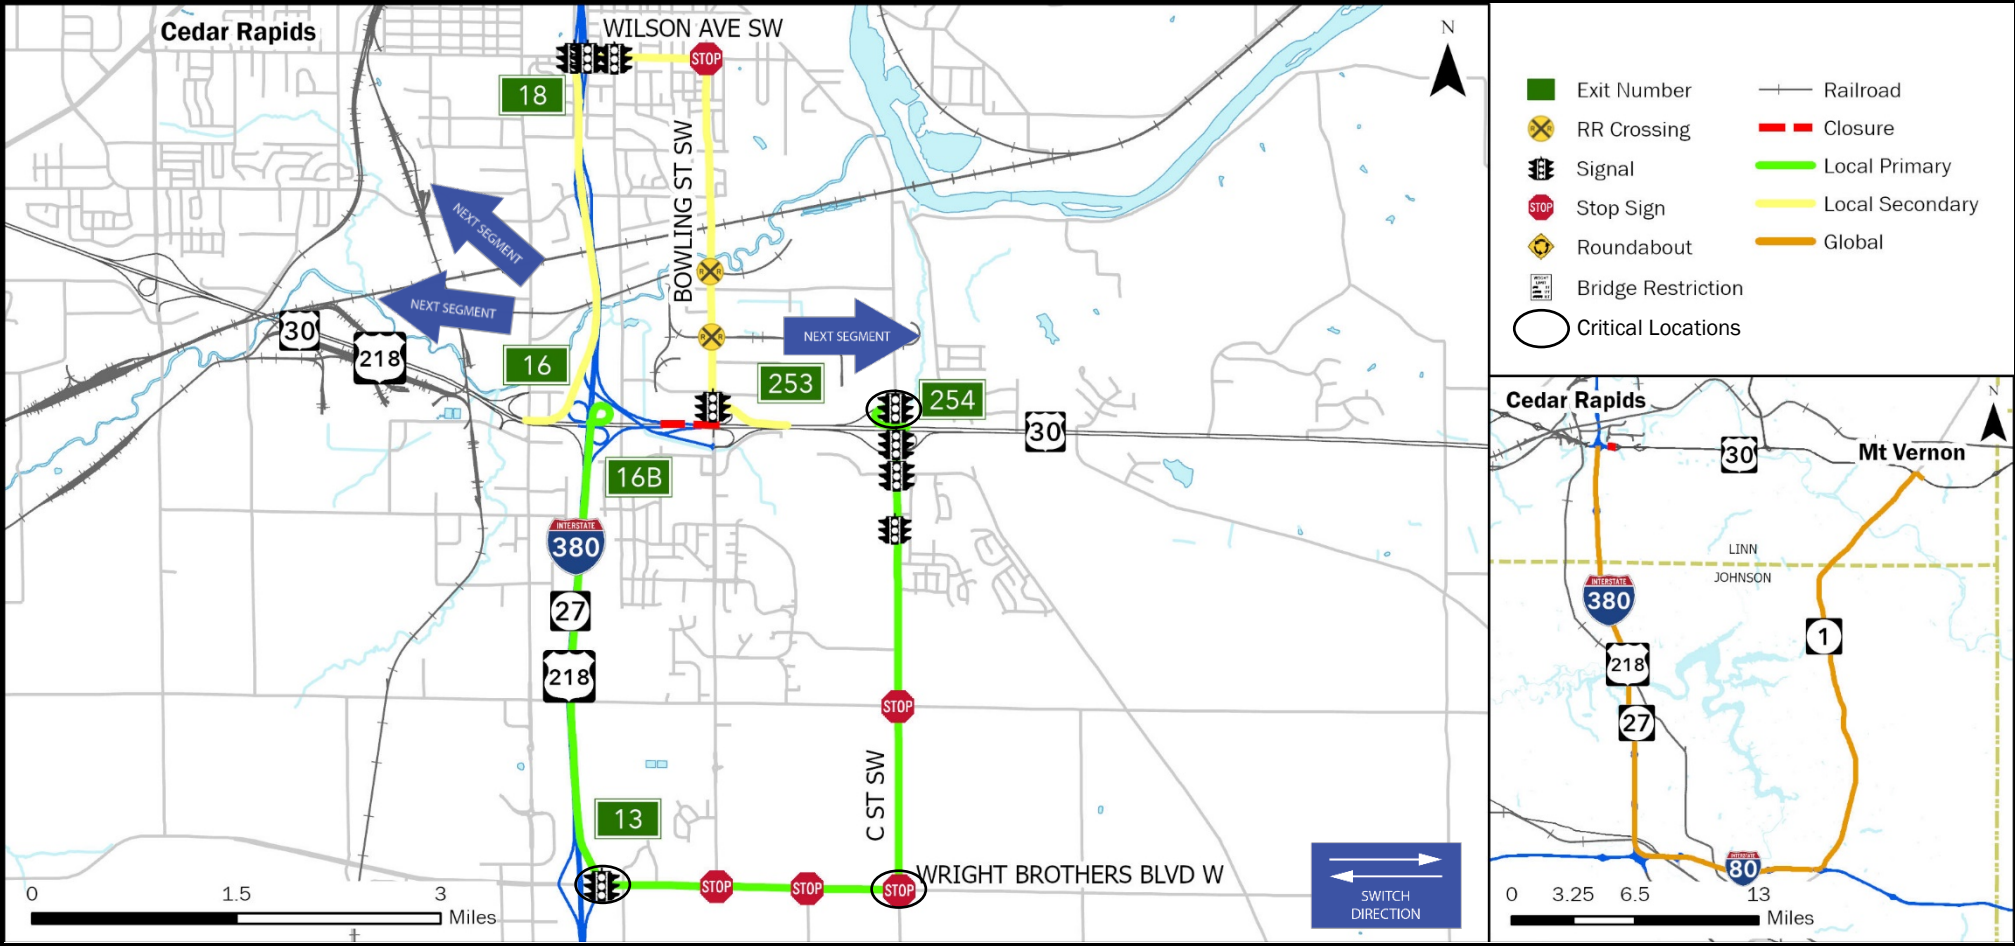 Cedar Rapids
WILSON AVE SW
STOP
N
18
BOWLING ST SW
NEXT SEGMENT
NEXT SEGMENT
R R
30
218
R R
NEXT SEGMENT
16
253
254
30
16B
INTERSTATE
380
27
218
STOP
C ST SW
13
WRIGHT BROTHERS BLVD W
STOP
STOP
STOP
0 1.5 3
Miles
SWITCH
DIRECTION
Exit Number
RR Crossing
Signal
Stop Sign
STOP
Roundabout
Bridge Restriction
Critical Locations
Railroad
Closure
Local Primary
Local Secondary
Global
Cedar Rapids
N
30
Mt Vernon
LINN
JOHNSON
INTERSTATE
380
1
218
27
INTERSTATE
80
0 3.25 6.5 13
Miles